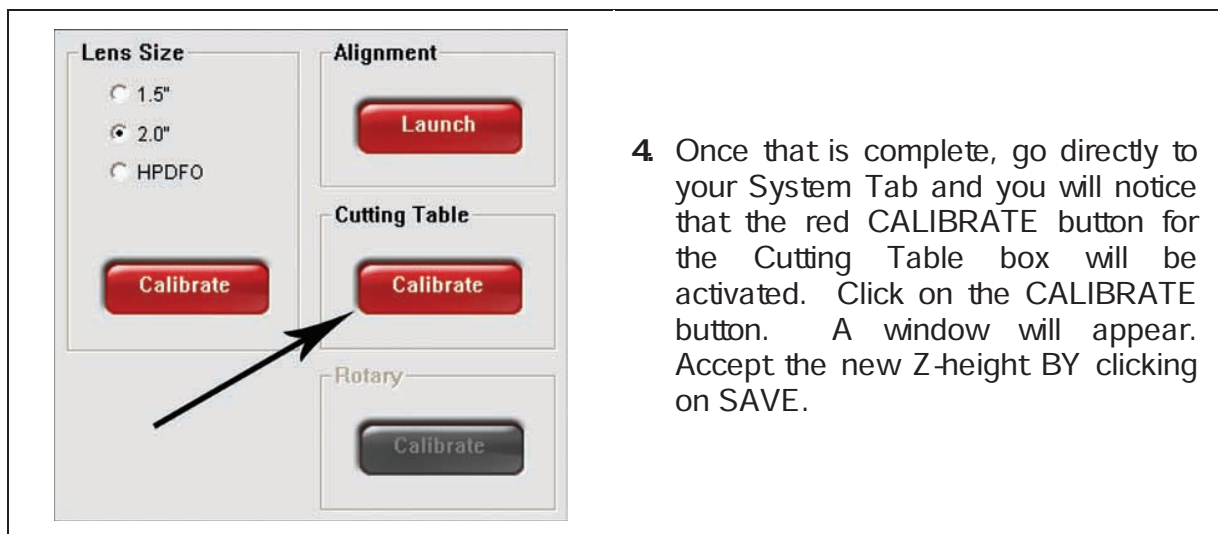 Lens Size
1.5"
2.0"
HPDFO
Calibrate
Alignment
Launch
Cutting Table
Calibrate
Rotary
Calibrate
4. Once that is complete, go directly to
your System Tab and you will notice
that the red CALIBRATE button for
the Cutting Table box will be
activated. Click on the CALIBRATE
button. A window will appear.
Accept the new Z-height BY clicking
on SAVE.